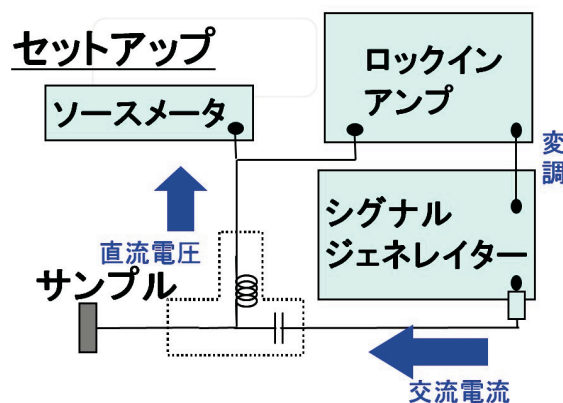 セットアップ
ロックイン
アンプ
ソースメータ
変
調
シグナル
ジェネレイター
直流電圧
サンプル
交流電流